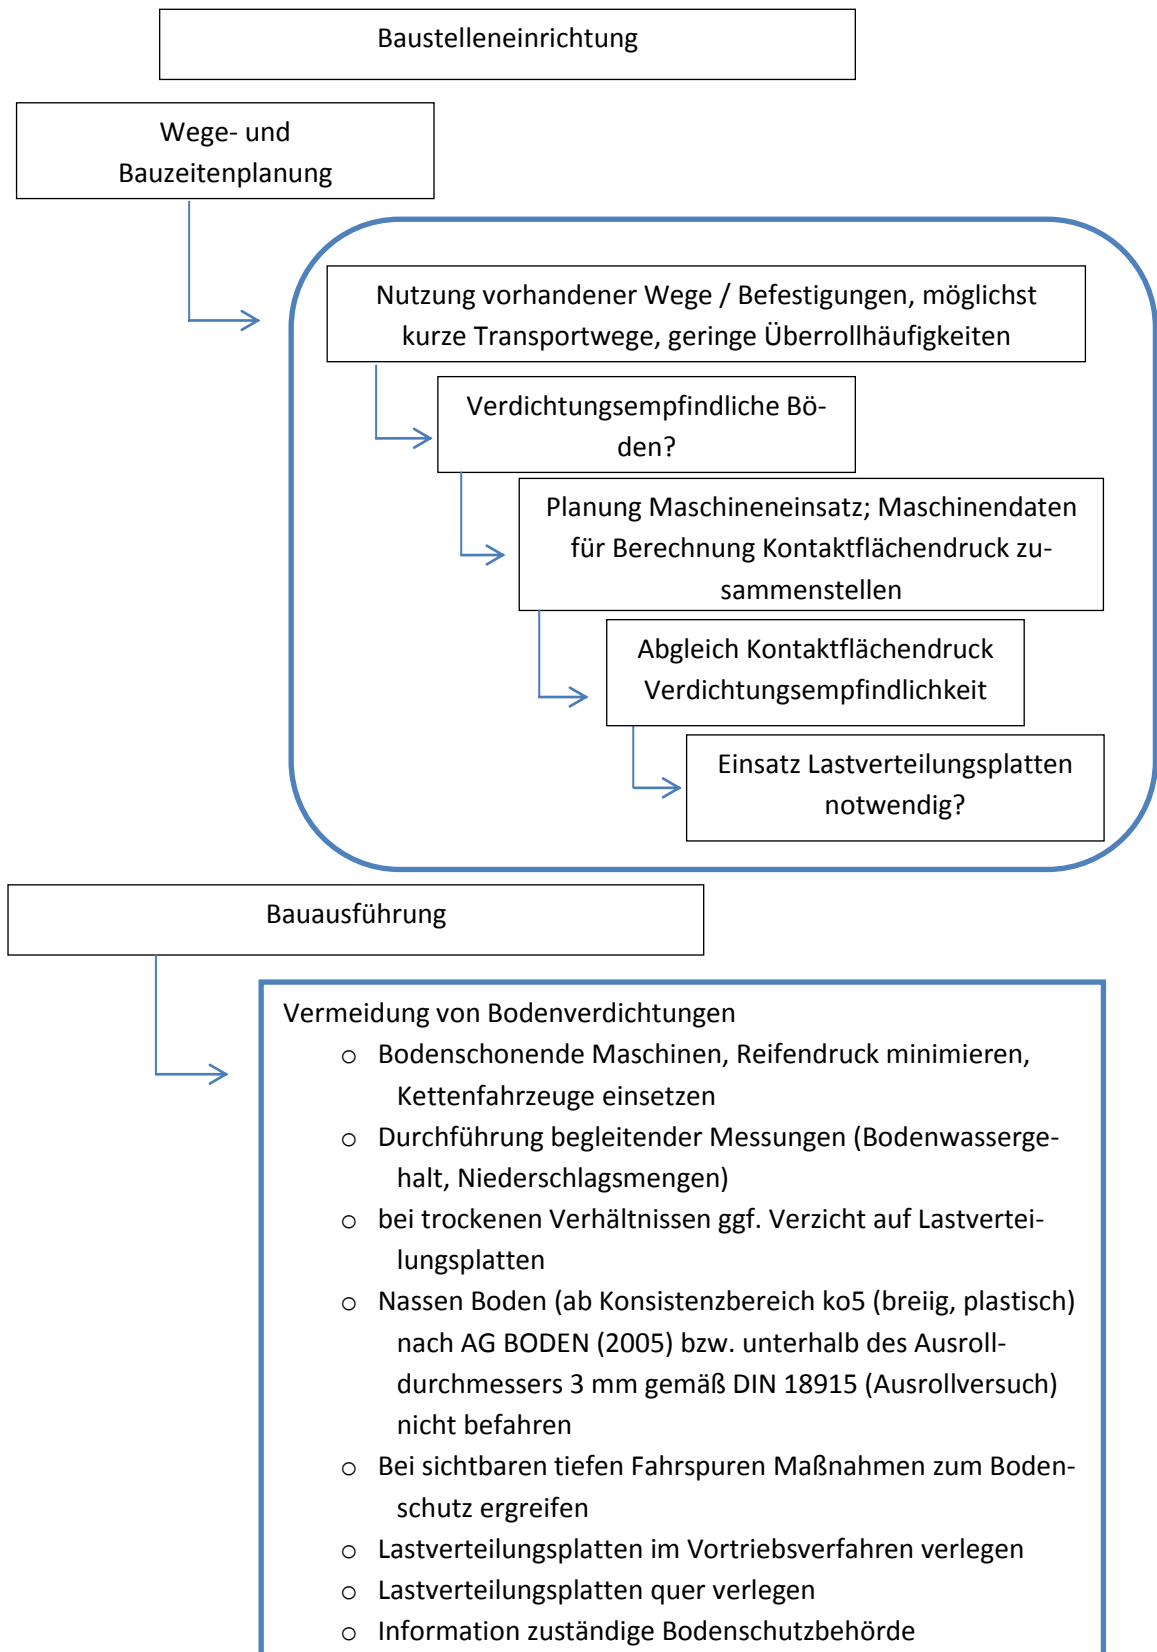 Baustelleneinrichtung
Wege- und
Bauzeitenplanung
Nutzung vorhandener Wege / Befestigungen, möglichst
kurze Transportwege, geringe Überrollhäufigkeiten
Verdichtungsempfindliche Bö-
den?
Planung Maschineneinsatz; Maschinendaten
für Berechnung Kontaktflächendruck zu-
sammenstellen
Abgleich Kontaktflächendruck
Verdichtungsempfindlichkeit
Einsatz Lastverteilungsplatten
notwendig?
Bauausführung
Vermeidung von Bodenverdichtungen
o Bodenschonende Maschinen, Reifendruck minimieren,
Kettenfahrzeuge einsetzen
o Durchführung begleitender Messungen (Bodenwasserge-
halt, Niederschlagsmengen)
o bei trockenen Verhältnissen ggf. Verzicht auf Lastvertei-
lungsplatten
o Nassen Boden (ab Konsistenzbereich ko5 (breiig, plastisch)
nach AG BODEN (2005) bzw. unterhalb des Ausroll-
durchmessers 3 mm gemäß DIN 18915 (Ausrollversuch)
nicht befahren
o Bei sichtbaren tiefen Fahrspuren Maßnahmen zum Boden-
schutz ergreifen
o Lastverteilungsplatten im Vortriebsverfahren verlegen
o Lastverteilungsplatten quer verlegen
o Information zuständige Bodenschutzbehörde